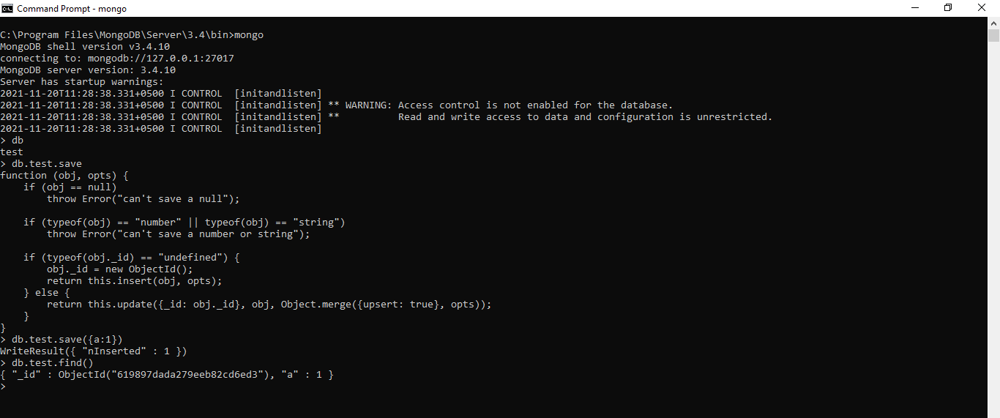 Command Prompt - mongo
C:\Program Files\MongoDB\Server\3.4\bin>mongo
MongoDB shell version v3.4.10
connecting to: mongodb://127.0.0.1:27017
MongoDB server version: 3.4.10
Server has startup warnings:
2021-11-20T11:28:38.331+0500 I CONTROL  [initandlisten]
2021-11-20T11:28:38.331+0500 I CONTROL  [initandlisten] ** WARNING: Access control is not enabled for the database.
2021-11-20T11:28:38.331+0500 I CONTROL  [initandlisten] **          Read and write access to data and configuration is unrestricted.
2021-11-20T11:28:38.331+0500 I CONTROL  [initandlisten]
> db
test
> db.test.save
function (obj, opts) {
    if (obj == null)
        throw Error("can't save a null");

    if (typeof(obj) == "number" || typeof(obj) == "string")
        throw Error("can't save a number or string");

    if (typeof(obj._id) == "undefined") {
        obj._id = new ObjectId();
        return this.insert(obj, opts);
    } else {
        return this.update({_id: obj._id}, obj, Object.merge({upsert: true}, opts));
    }
}
> db.test.save({a:1})
WriteResult({ "nInserted" : 1 })
> db.test.find()
{ "_id" : ObjectId("619897dada279eeb82cd6ed3"), "a" : 1 }
>